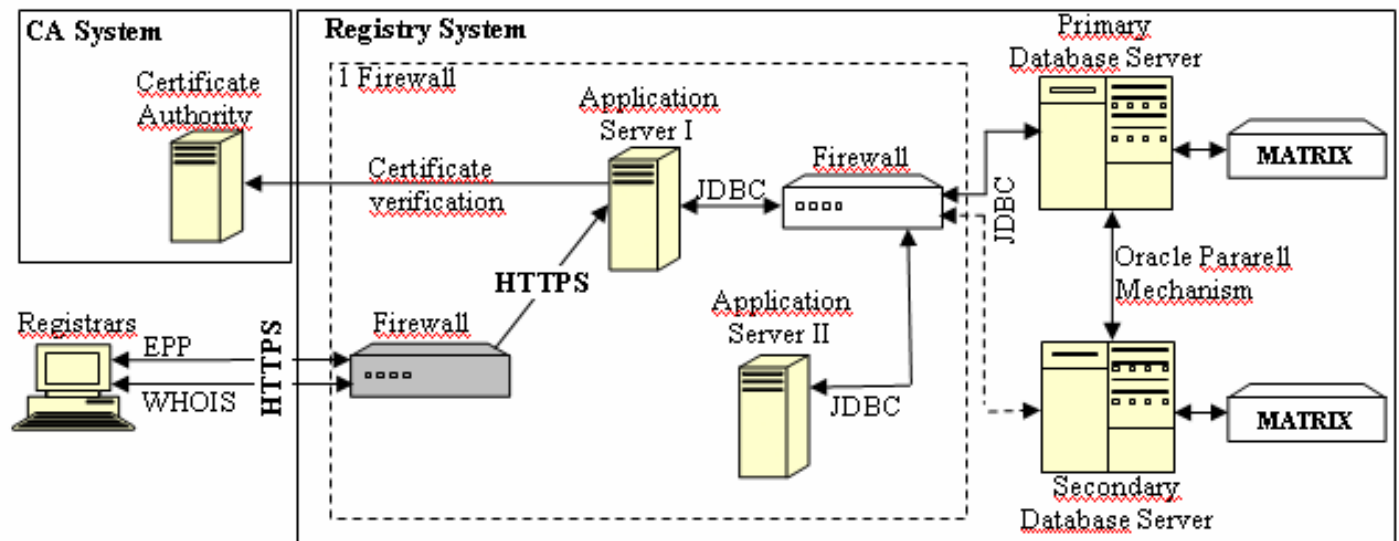 CA System
Certificate
Authority
Registry System
1 Firewall
Application
Server I
Certificate
verification
JDBC
Firewall
HTTPS
Application
Server II
JDBC
JDBC
Primary
Database Server
MATRIX
Oracle Pararell
Mechanism
MATRIX
Secondary
Database Server
Registrars
EPP
WHOIS
HTTPS
Firewall